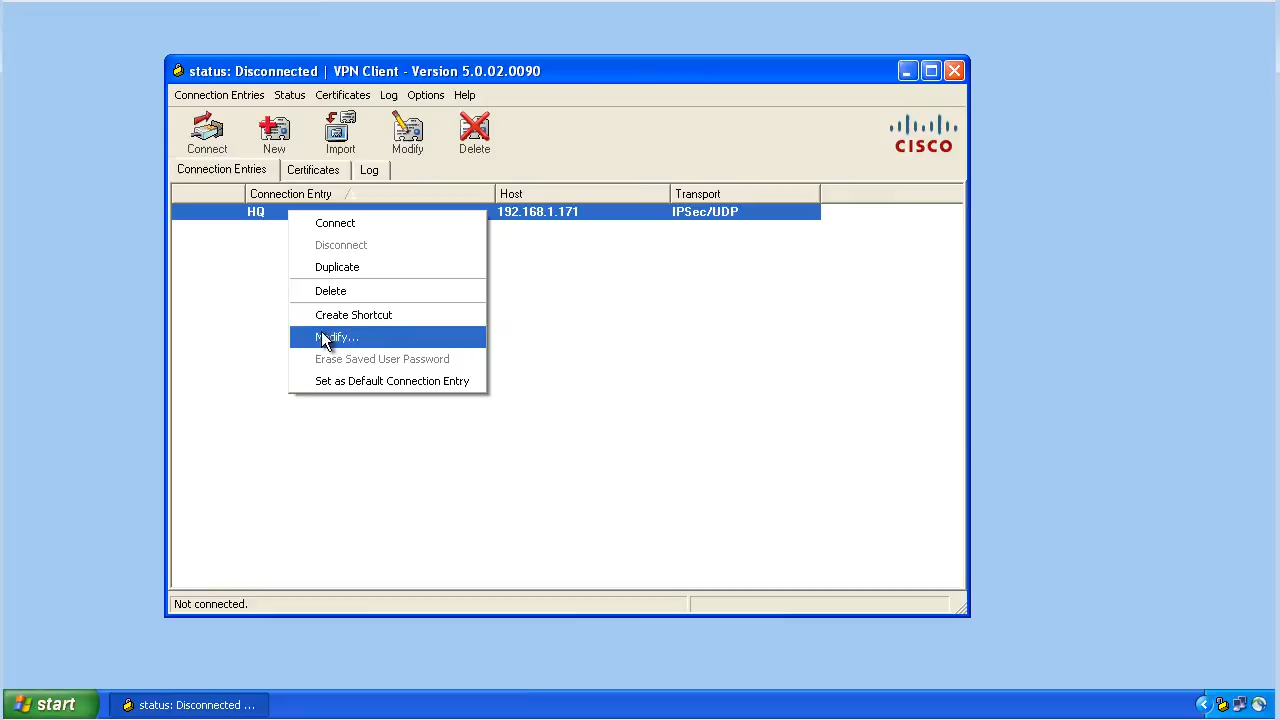 status: Disconnected | VPN Client - Version 5.0.02.0090
Connection Entries Status Certificates Log Options Help
Connect New Import Modify Delete
CISCO
Connection Entries Certificates Log
Connection Entry Host Transport
HQ 192.168.1.171 IPSec/UDP
Connect
Disconnect
Duplicate
Delete
Create Shortcut
Modify...
Erase Saved User Password
Set as Default Connection Entry
Not connected.
start status: Disconnected ...